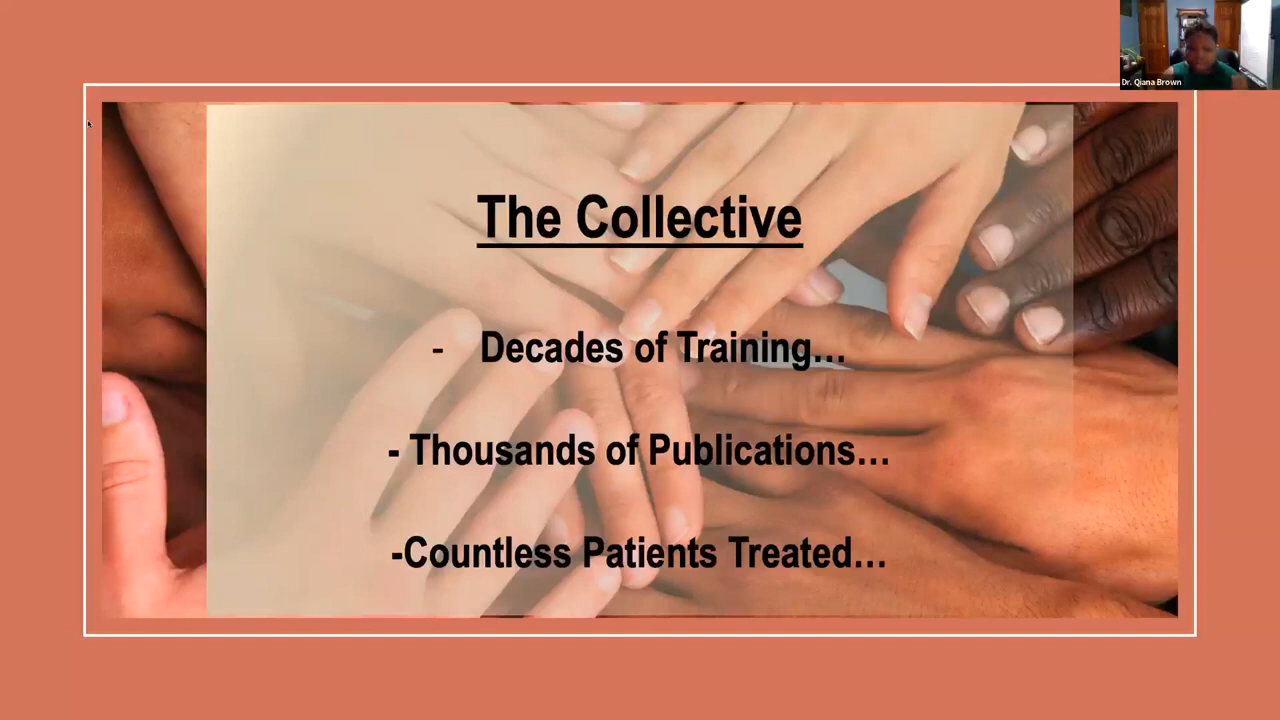 Dr. Qiana Brown
The Collective
- Decades of Training...
- Thousands of Publications...
-Countless Patients Treated...